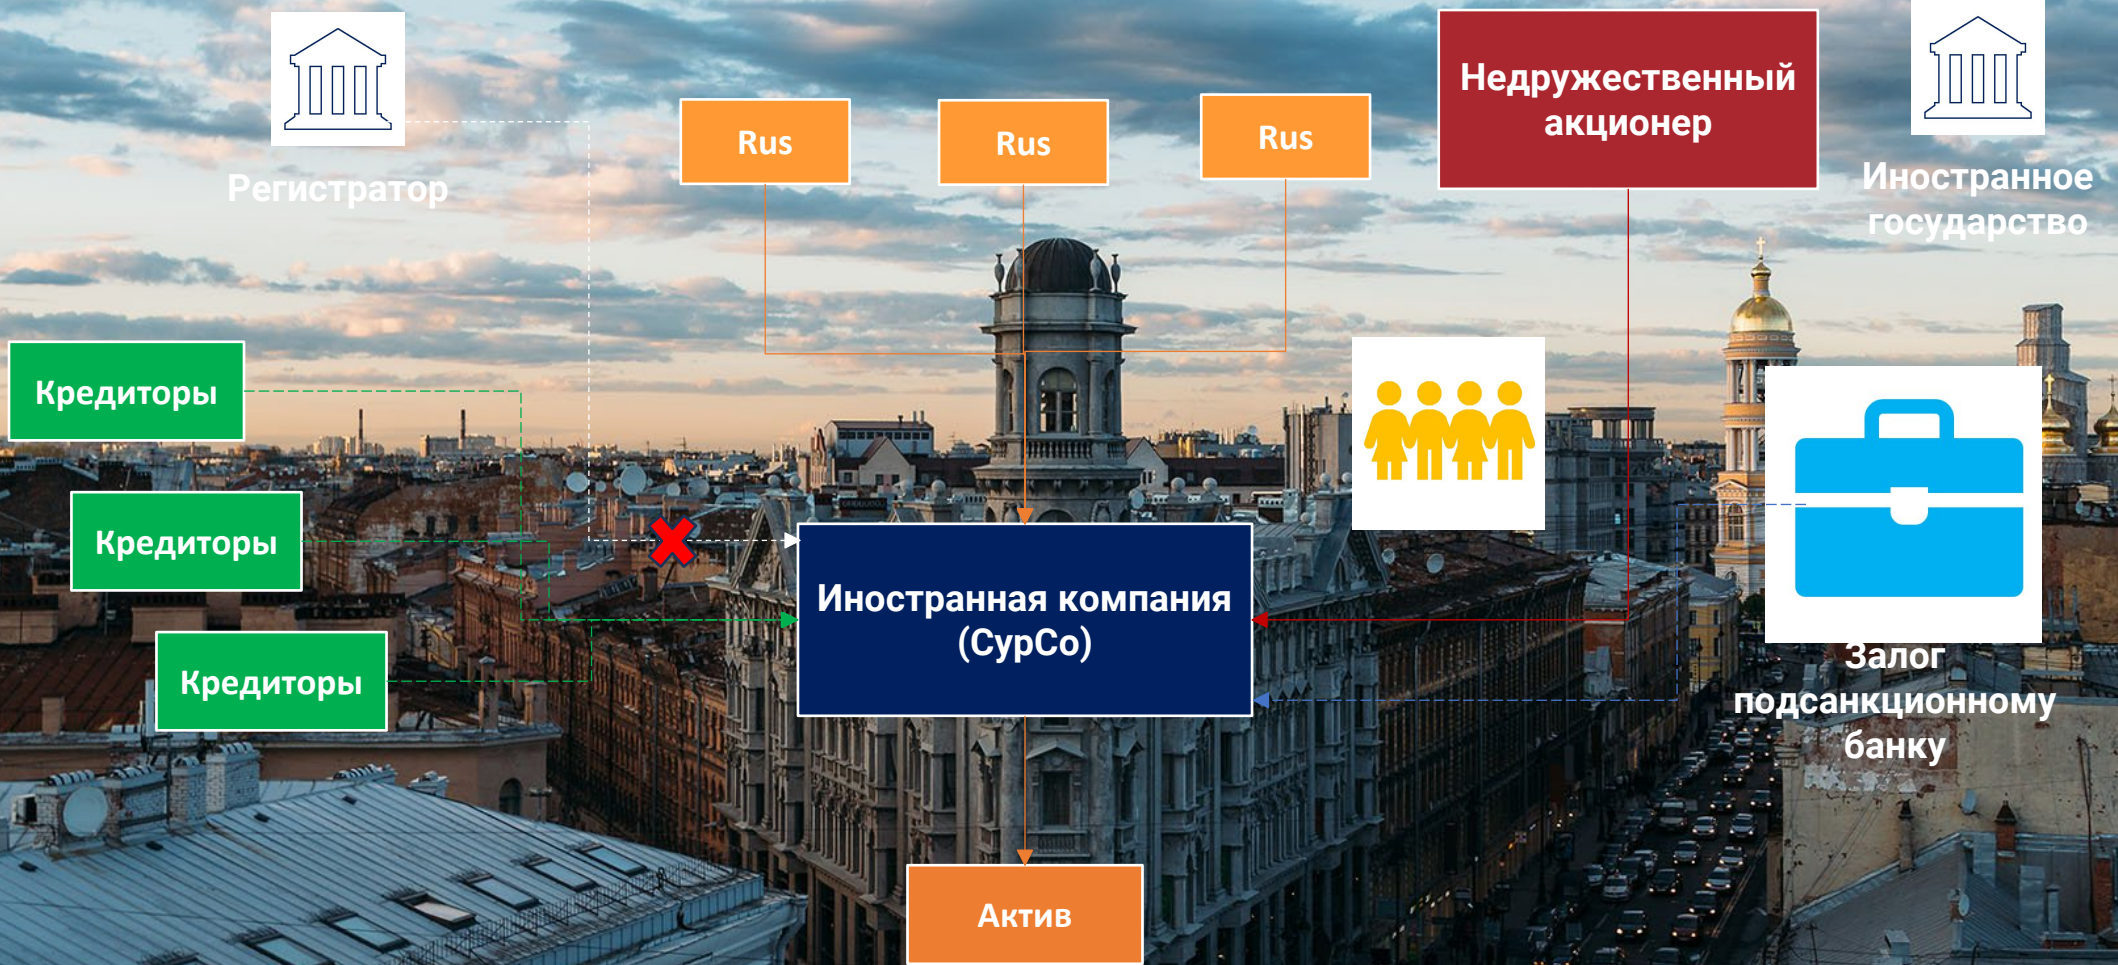 Недружественный
акционер
Rus
Rus
Rus
Регистратор
Иностранное
государство
Кредиторы
Кредиторы
Кредиторы
Иностранная компания
(CypCo)
Залог
подсанкционному
банку
Актив